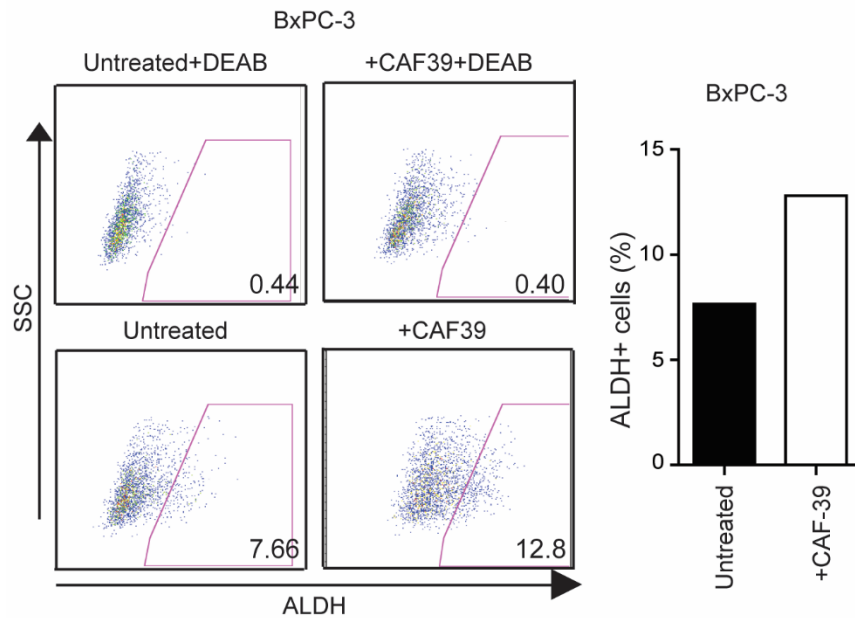 BxPC-3
Untreated+DEAB
+CAF39+DEAB
0.44
0.40
Untreated
+CAF39
7.66
12.8
SSC
ALDH
BxPC-3
ALDH+ cells (%)
15
10
5
0
Untreated
+CAF-39